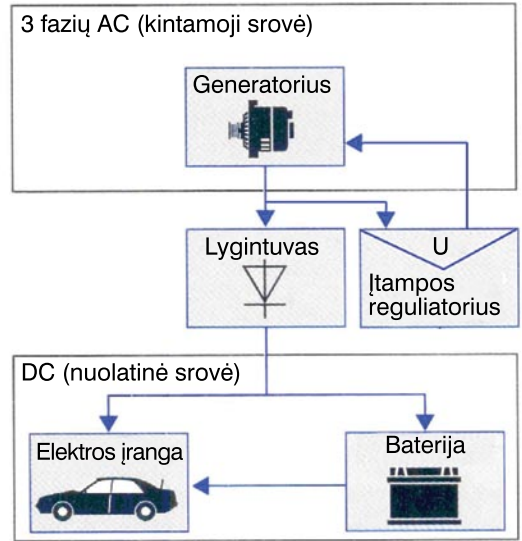 3 fazių AC (kintamoji srovė)
Generatorius
Lygintuvas
U
Įtampos
reguliatorius
DC (nuolatinė srovė)
Elektros įranga
Baterija